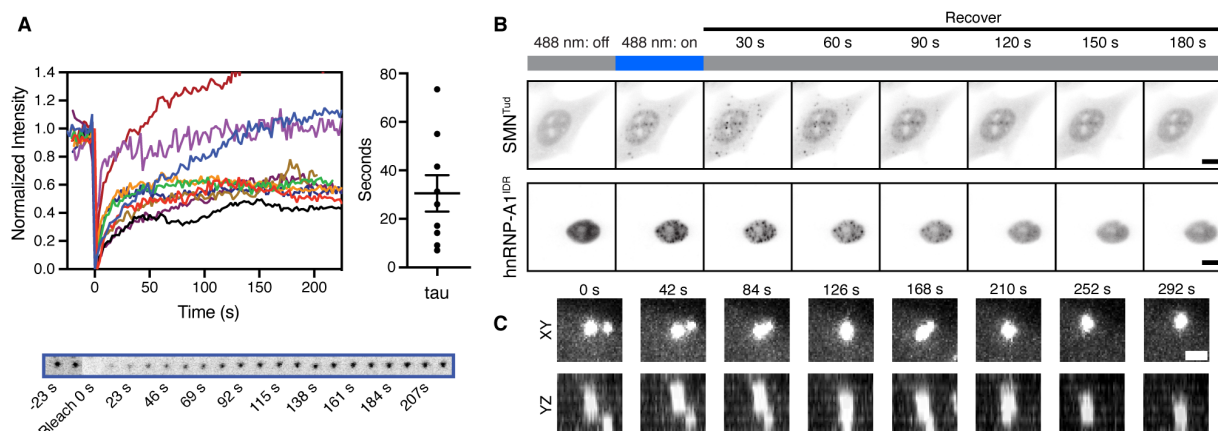 A
Normalized Intensity
1.4
1.2
1.0
0.8
0.6
0.4
0.2
0.0
0 50 100 150 200
Time (s)
Seconds
80
60
40
20
0
tau
-23 s
Bleach 0 s
23 s
46 s
69 s
92 s
115 s
138 s
161 s
184 s
207s
B
Recover
488 nm: off 488 nm: on 30 s 60 s 90 s 120 s 150 s 180 s
SMNTud
hnRNP-A1IDR
C
0 s 42 s 84 s 126 s 168 s 210 s 252 s 292 s
XY
YZ